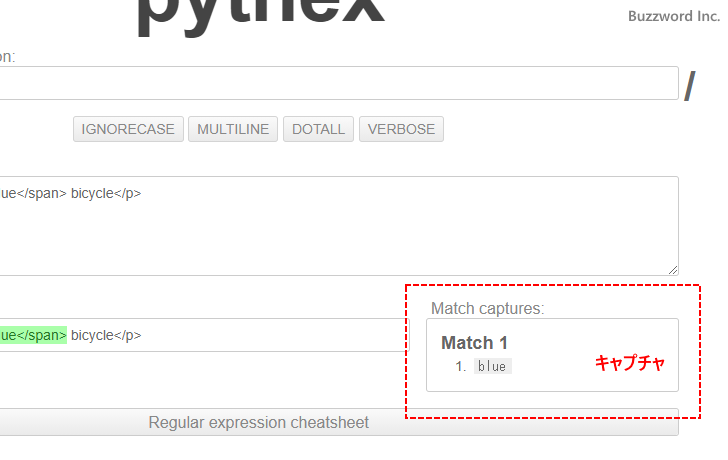 pythex
Buzzword Inc.
on:
/
IGNORECASE MULTILINE DOTALL VERBOSE
ue</span> bicycle</p>
Match captures:
ue</span> bicycle</p>
Match 1
1. blue
キャプチャ
Regular expression cheatsheet